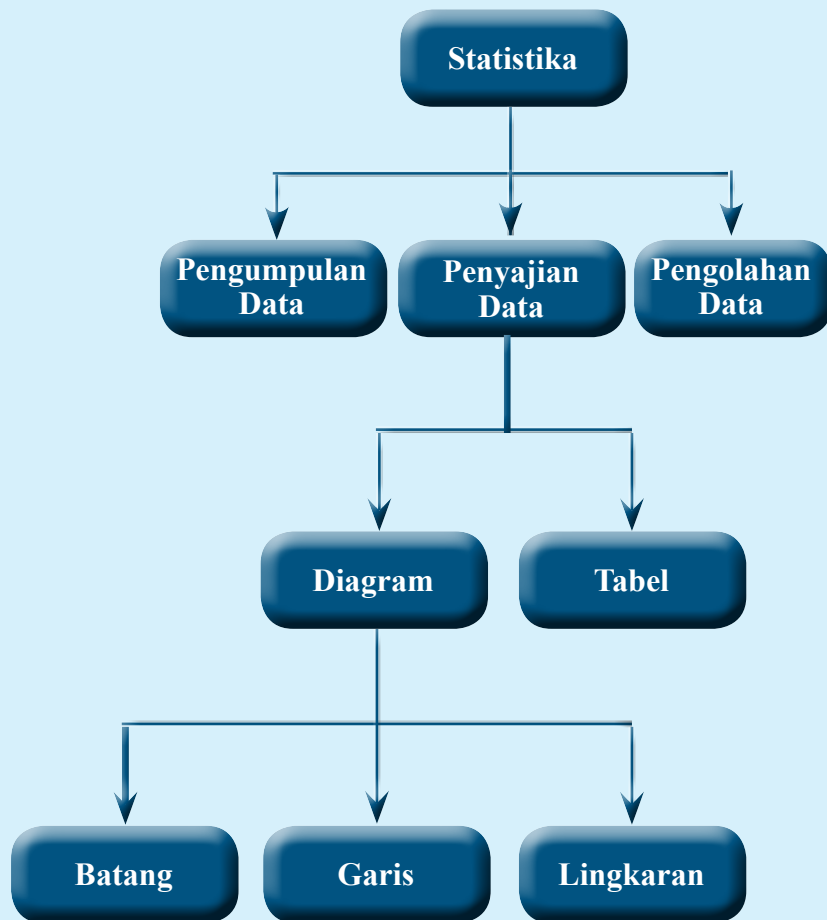 Statistika
Pengumpulan
Data
Penyajian
Data
Pengolahan
Data
Diagram
Tabel
Batang
Garis
Lingkaran